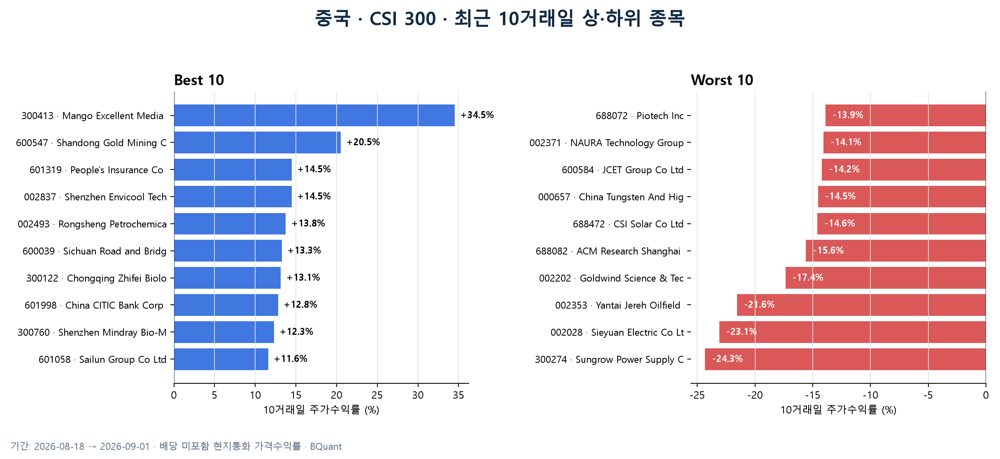 중국 · CSI 300 · 최근 10거래일 상·하위 종목
Best 10
300413 · Mango Excellent Media +34.5%
600547 · Shandong Gold Mining C +20.5%
601319 · People's Insurance Co +14.5%
002837 · Shenzhen Envicool Tech +14.5%
002493 · Rongsheng Petrochemica +13.8%
600039 · Sichuan Road and Bridg +13.3%
300122 · Chongqing Zhifei Biolo +13.1%
601998 · China CITIC Bank Corp +12.8%
300760 · Shenzhen Mindray Bio-M +12.3%
601058 · Sailun Group Co Ltd +11.6%
0 5 10 15 20 25 30 35
10거래일 주가수익률 (%)
Worst 10
688072 · Piotech Inc -13.9%
002371 · NAURA Technology Group -14.1%
600584 · JCET Group Co Ltd -14.2%
000657 · China Tungsten And Hig -14.5%
688472 · CSI Solar Co Ltd -14.6%
688082 · ACM Research Shanghai -15.6%
002202 · Goldwind Science & Tec -17.4%
002353 · Yantai Jereh Oilfield -21.6%
002028 · Sieyuan Electric Co Lt -23.1%
300274 · Sungrow Power Supply C -24.3%
-25 -20 -15 -10 -5 0
10거래일 주가수익률 (%)
기간: 2026-08-18 → 2026-09-01 · 배당 미포함 현지통화 가격수익률 · BQuant